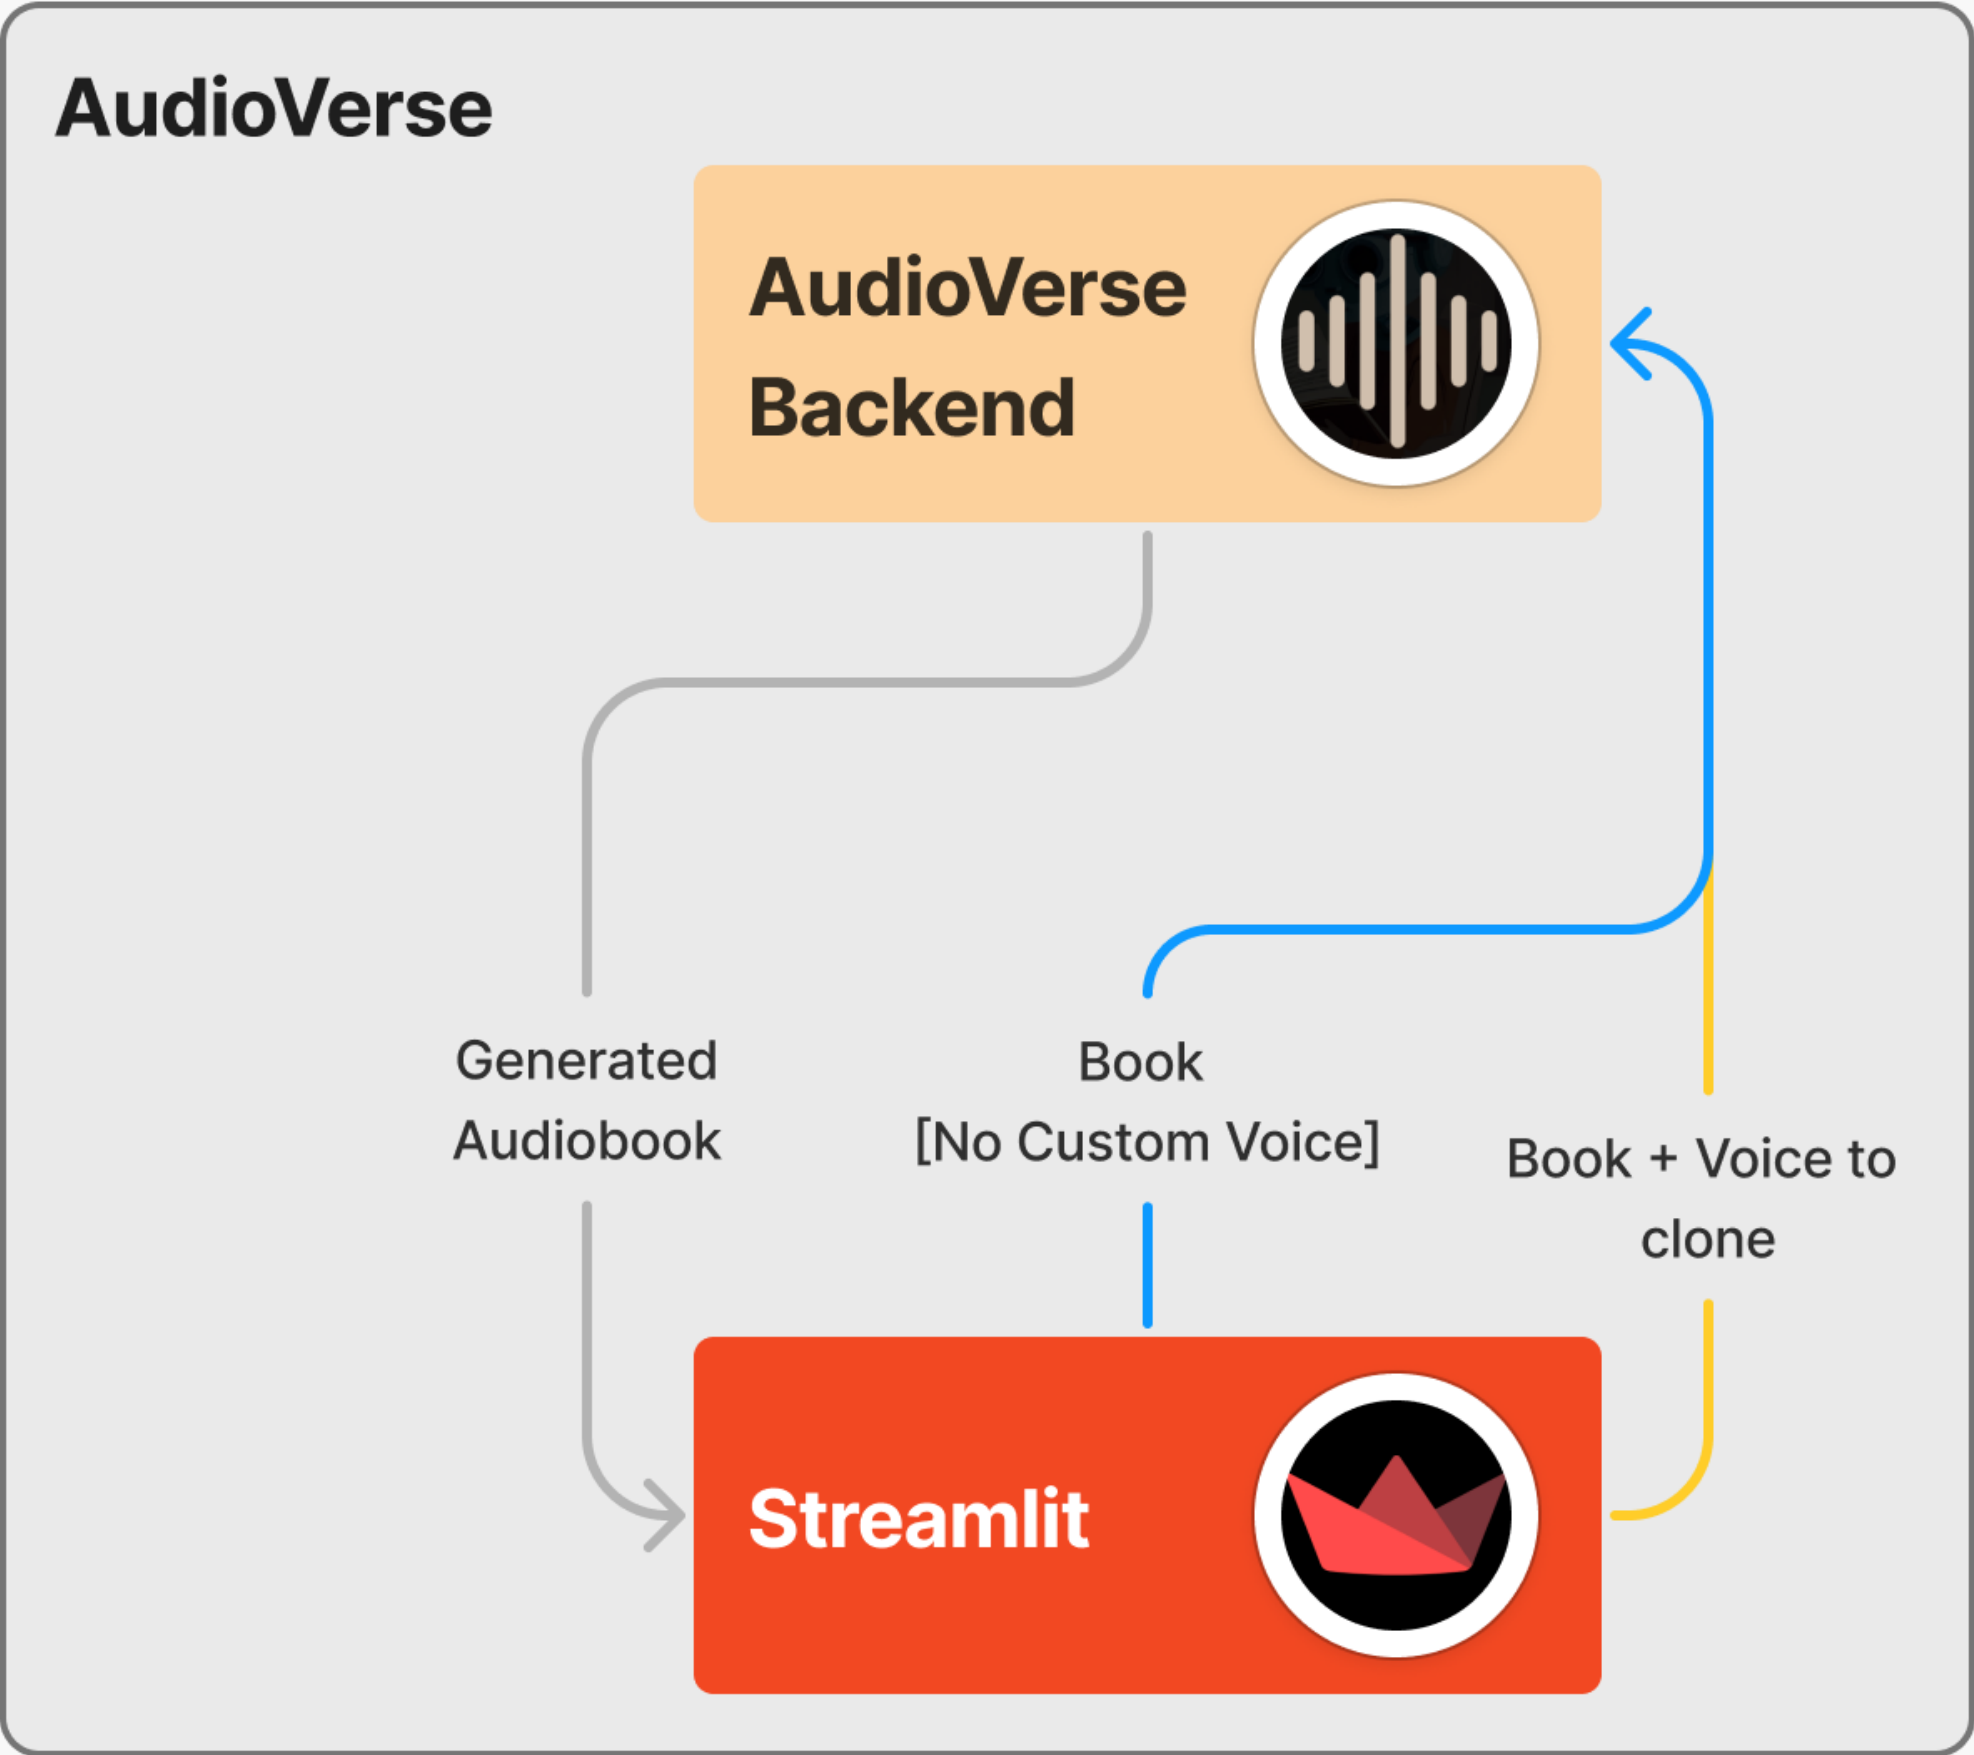 AudioVerse
AudioVerse
Backend
Generated
Audiobook
Book
[No Custom Voice]
Book + Voice to
clone
Streamlit